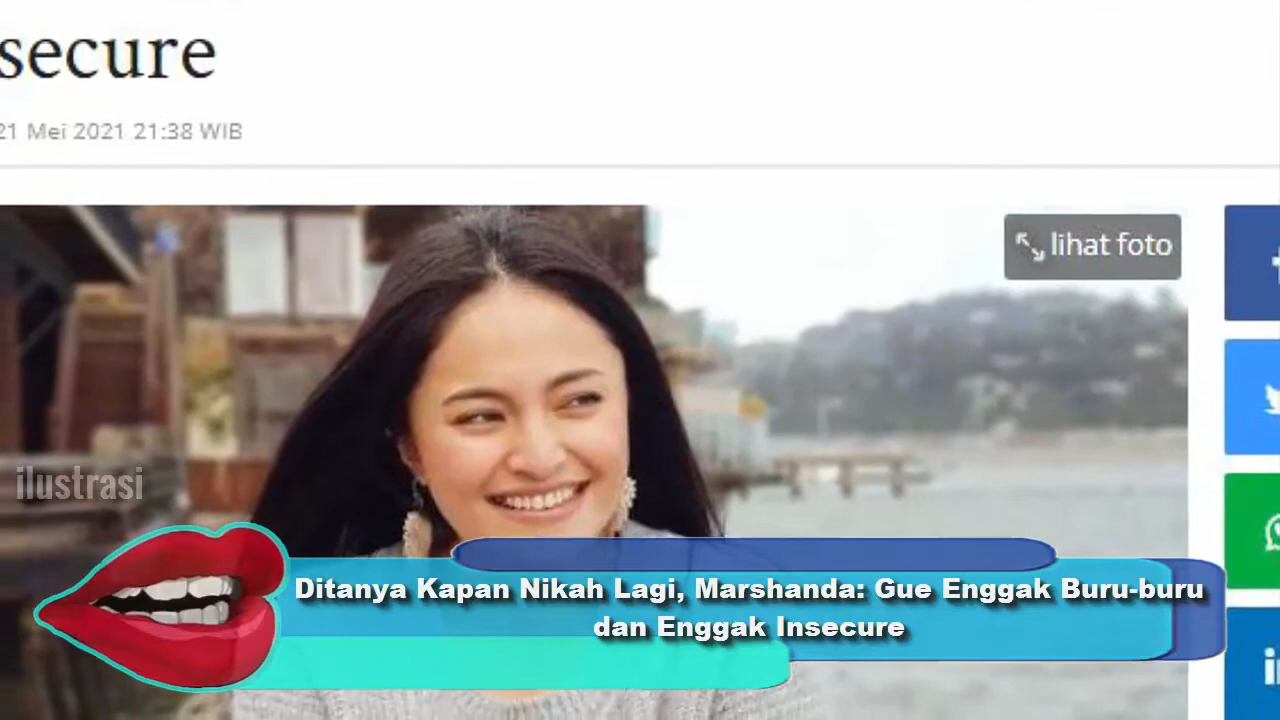 secure
21 Mei 2021 21:38 WIB
lihat foto
ilustrasi
Ditanya Kapan Nikah Lagi, Marshanda: Gue Enggak Buru-buru
dan Enggak Insecure